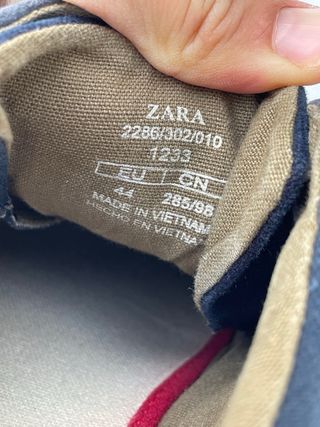 ZARA
2286/302/010
1233
EU CN
44 285/98
MADE IN VIETNAM
HECHO EN VIETNAM